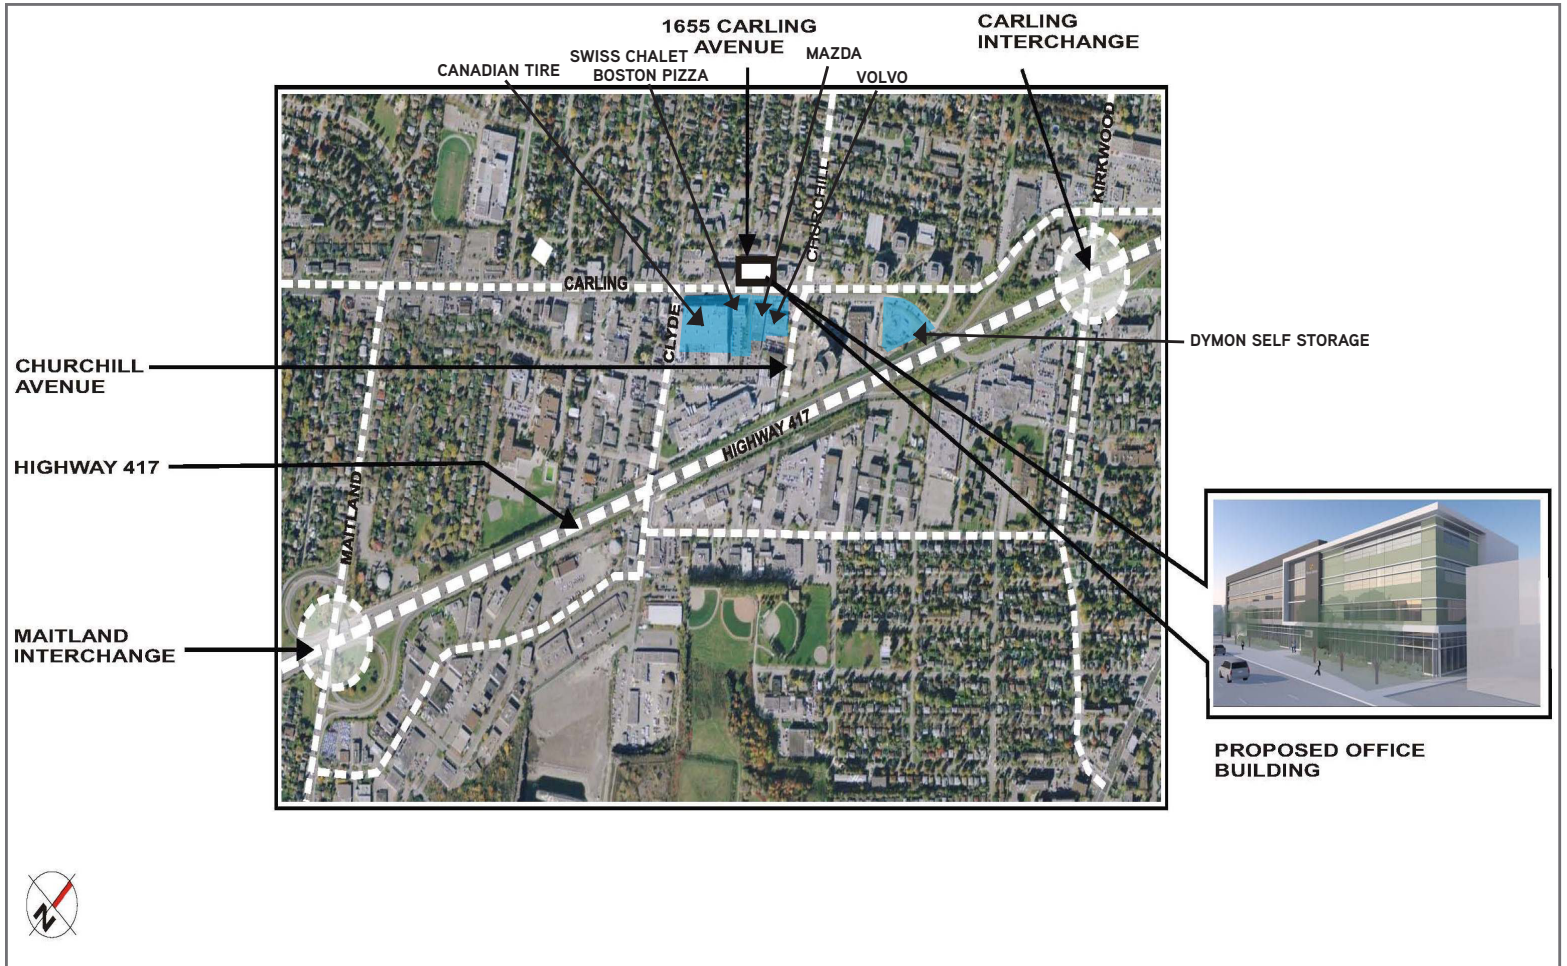 1655 CARLING
AVENUE
CARLING
INTERCHANGE
SWISS CHALET
BOSTON PIZZA
MAZDA
CANADIAN TIRE
VOLVO
KIRKWOOD
CHURCHILL
CARLING
CLYDE
DYMON SELF STORAGE
CHURCHILL
AVENUE
HIGHWAY 417
HIGHWAY 417
MAITLAND
MAITLAND
INTERCHANGE
PROPOSED OFFICE
BUILDING
N